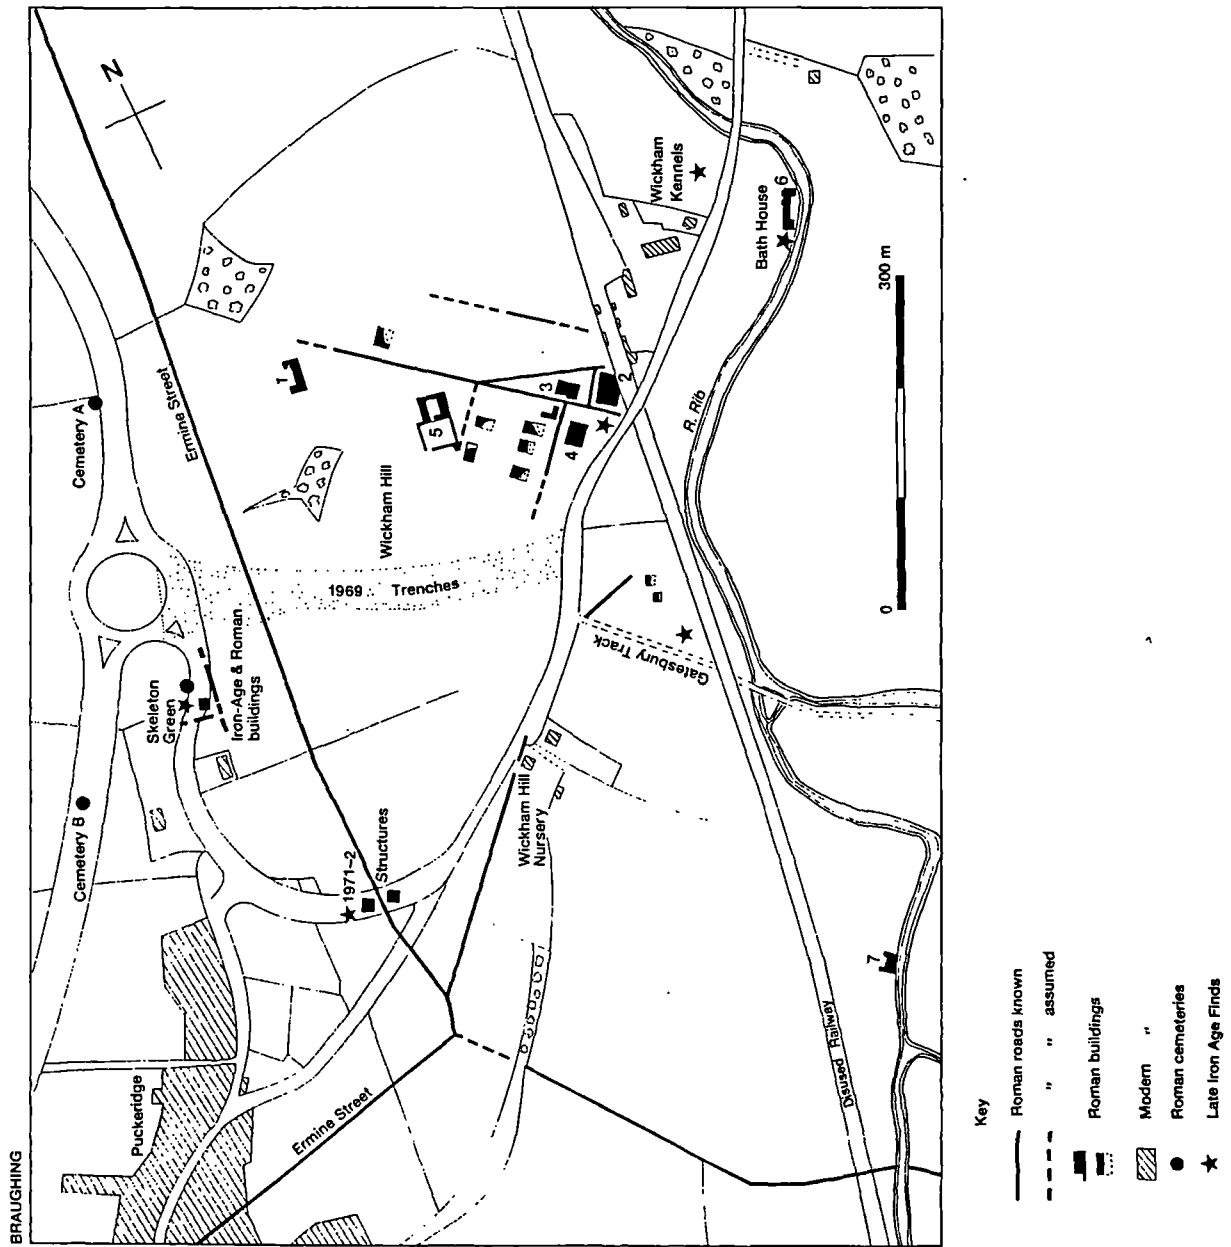 BRAUGHING
N
Cemetery A
Ermine Street
1
5
3
2
4
Wickham Hill
1969 Trenches
Wickham
Kennels
Bath House
6
R. Rib
300 m
0
Skeleton
Green
Iron-Age & Roman
buildings
Cemetery B
Gatesbury Track
1971–2
Structures
Wickham Hill
Nursery
Puckeridge
Ermine Street
7
Disused Railway
Key
Roman roads known
" " assumed
Roman buildings
Modern "
Roman cemeteries
Late Iron Age Finds